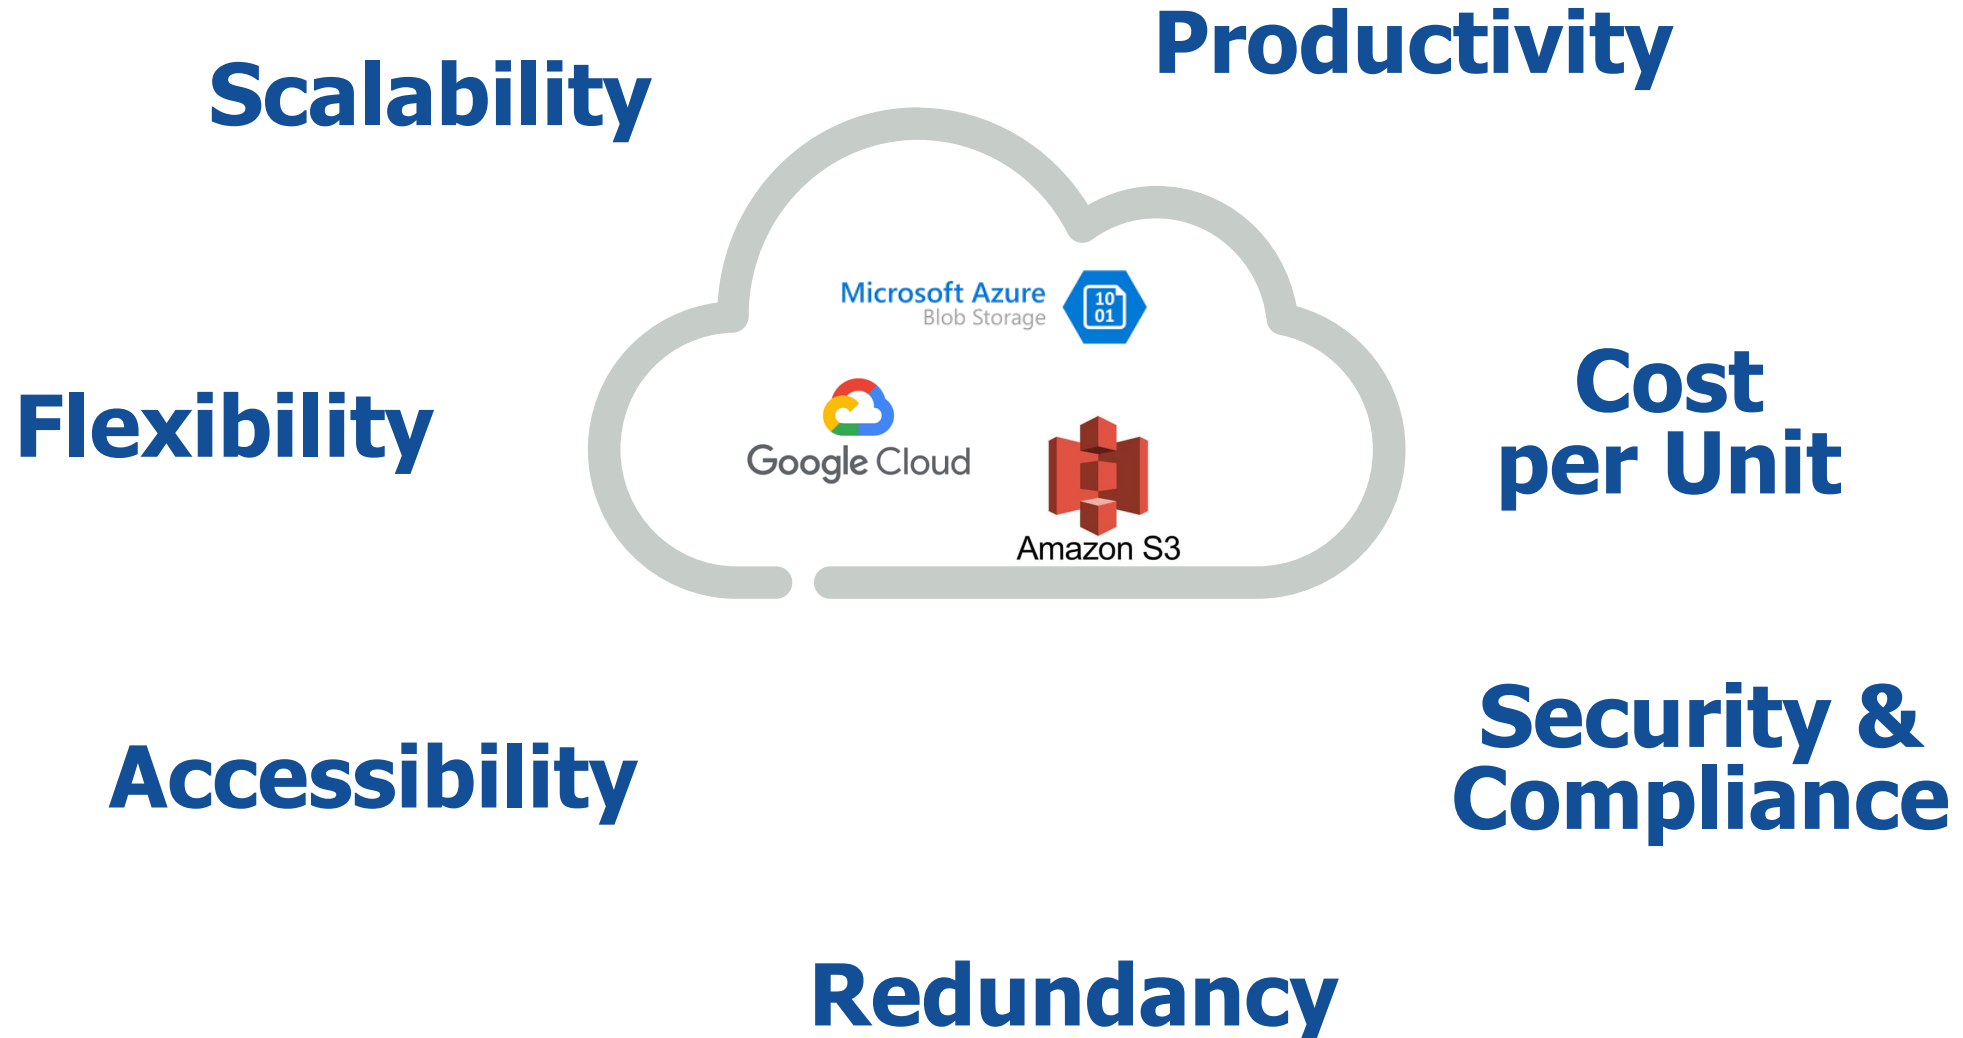 Productivity
Scalability
Microsoft Azure
Blob Storage
10
01
Google Cloud
Amazon S3
Flexibility
Cost
per Unit
Accessibility
Security &
Compliance
Redundancy